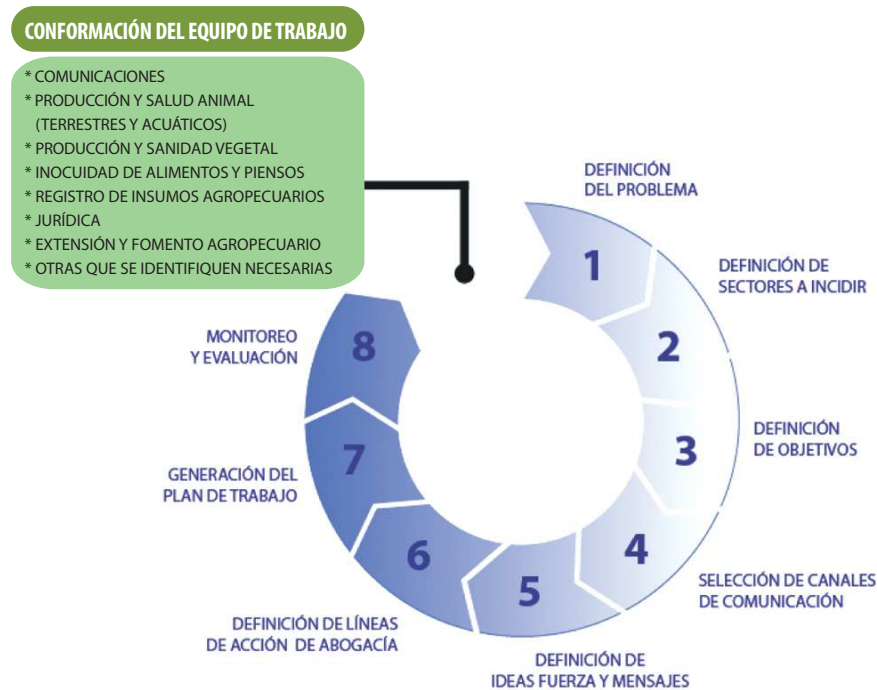 CONFORMACIÓN DEL EQUIPO DE TRABAJO
* COMUNICACIONES
* PRODUCCIÓN Y SALUD ANIMAL
(TERRESTRES Y ACUÁTICOS)
* PRODUCCIÓN Y SANIDAD VEGETAL
* INOCUIDAD DE ALIMENTOS Y PIENSOS
* REGISTRO DE INSUMOS AGROPECUARIOS
* JURÍDICA
* EXTENSIÓN Y FOMENTO AGROPECUARIO
* OTRAS QUE SE IDENTIFIQUEN NECESARIAS
1
DEFINICIÓN
DEL PROBLEMA
2
DEFINICIÓN DE
SECTORES A INCIDIR
3
DEFINICIÓN
DE OBJETIVOS
4
SELECCIÓN DE CANALES
DE COMUNICACIÓN
5
DEFINICIÓN DE
IDEAS FUERZA Y MENSAJES
6
DEFINICIÓN DE LÍNEAS
DE ACCIÓN DE ABOGACÍA
7
GENERACIÓN DEL
PLAN DE TRABAJO
8
MONITOREO
Y EVALUACIÓN